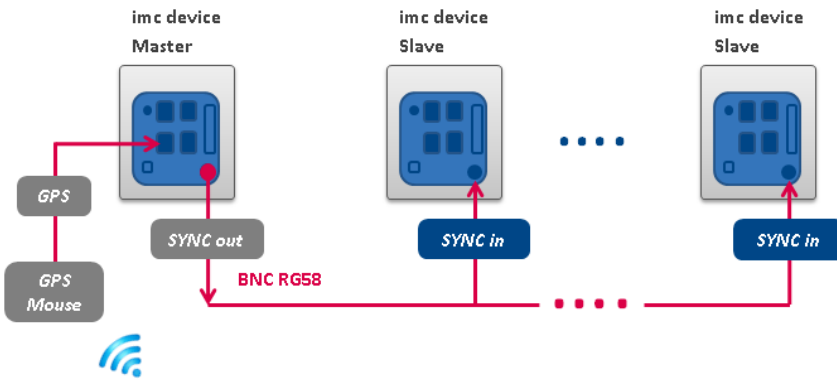 imc device
Master
imc device
Slave
imc device
Slave
GPS
SYNC out
SYNC in
SYNC in
GPS
Mouse
BNC RG58